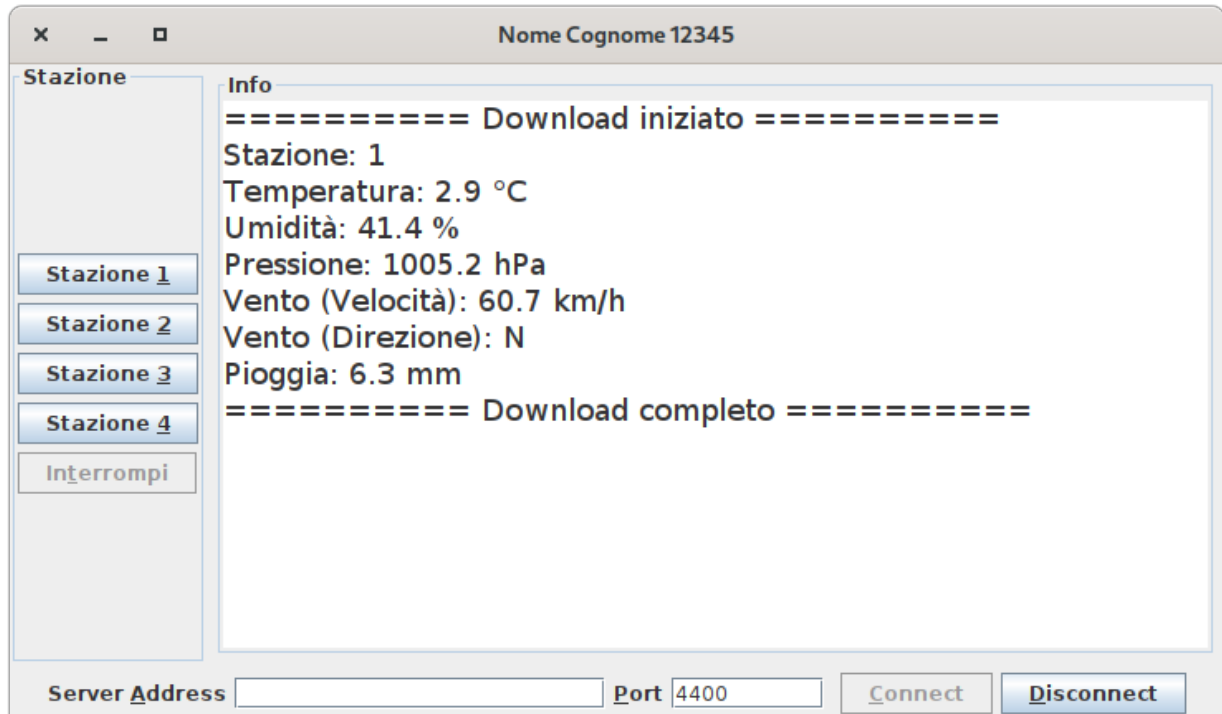 Nome Cognome 12345
Stazione
Stazione 1
Stazione 2
Stazione 3
Stazione 4
Interrompi
Info
========== Download iniziato ==========
Stazione: 1
Temperatura: 2.9 °C
Umidità: 41.4 %
Pressione: 1005.2 hPa
Vento (Velocità): 60.7 km/h
Vento (Direzione): N
Pioggia: 6.3 mm
========== Download completo ==========
Server Address Port 4400 Connect Disconnect